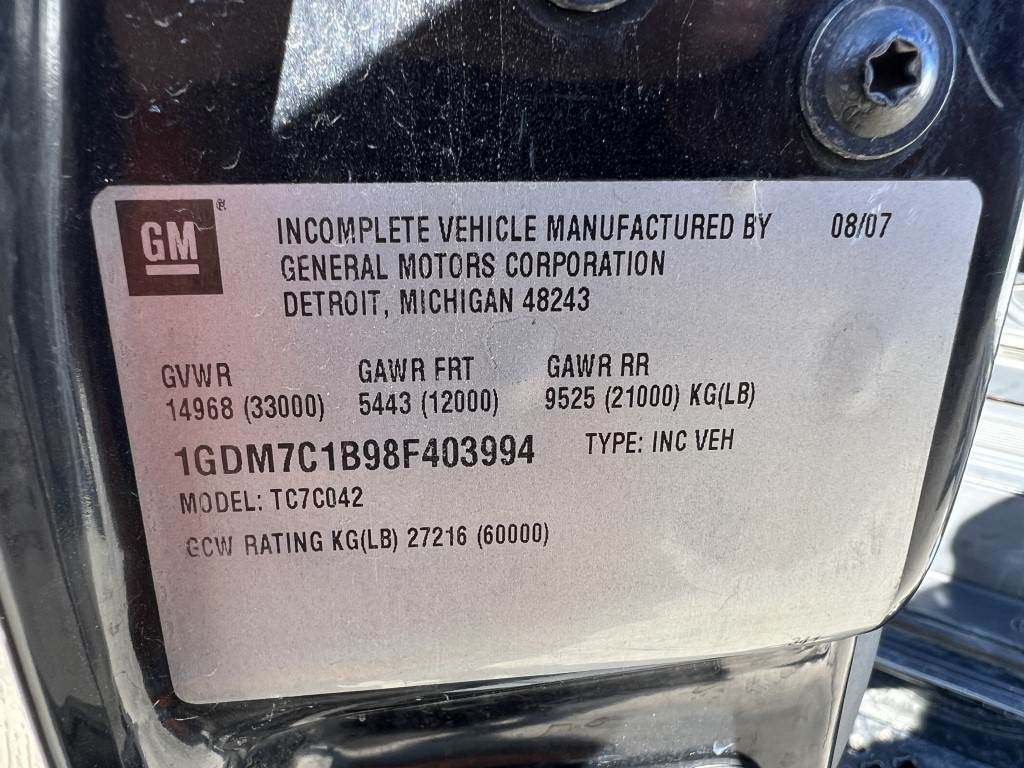 GM®
INCOMPLETE VEHICLE MANUFACTURED BY 08/07
GENERAL MOTORS CORPORATION
DETROIT, MICHIGAN 48243
GVWR GAWR FRT GAWR RR
14968 (33000) 5443 (12000) 9525 (21000) KG(LB)
1GDM7C1B98F403994 TYPE: INC VEH
MODEL: TC7C042
GCW RATING KG(LB) 27216 (60000)